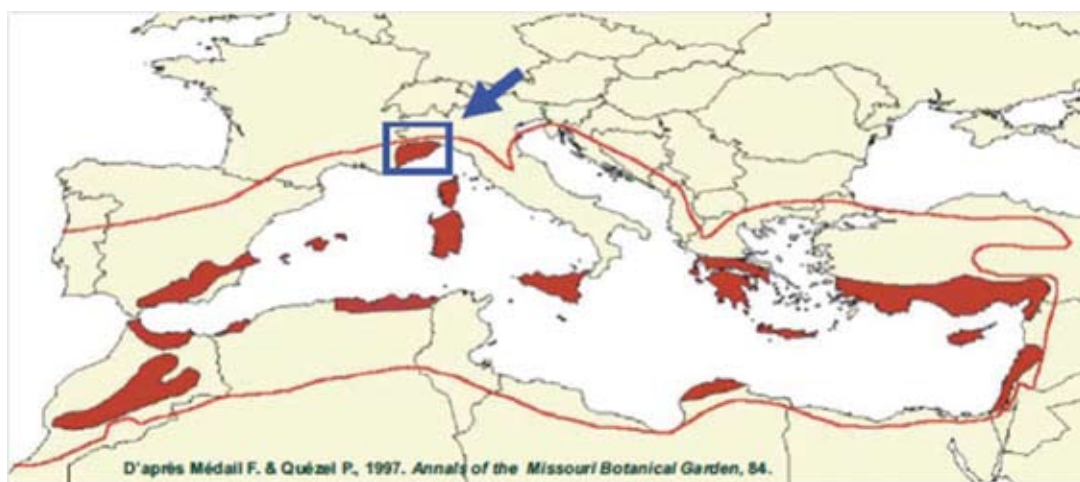 D'après Médail F. & Quézel P., 1997. Annals of the Missouri Botanical Garden, 84.